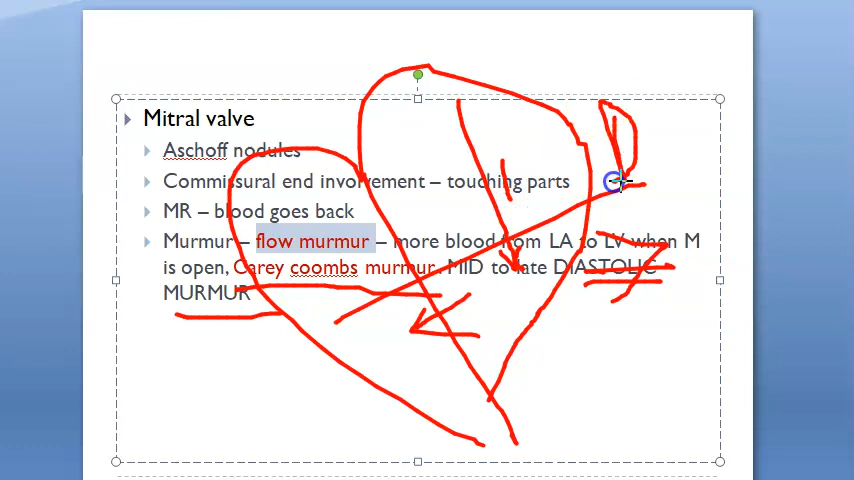 Mitral valve
Aschoff nodules
Commissural end involvement – touching parts
MR – blood goes back
Murmur – flow murmur – more blood from LA to LV when M
is open, Carey coombs murmur. MID to late DIASTOLIC
MURMUR